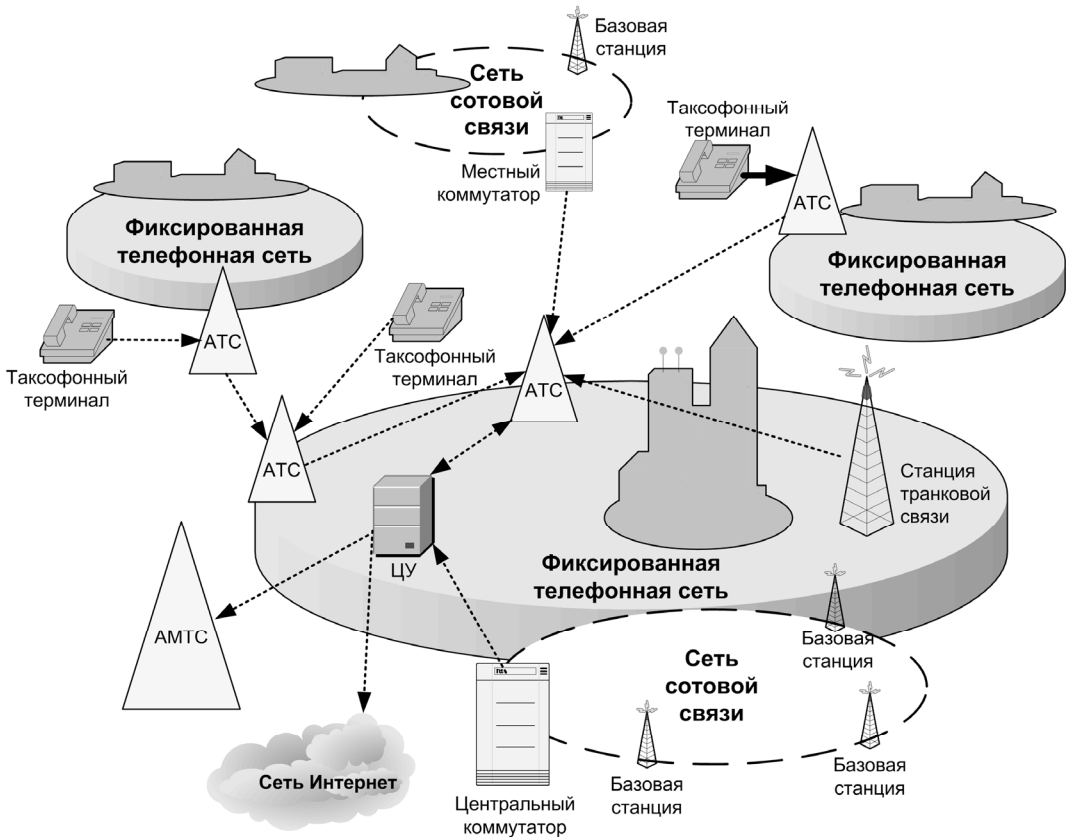 Базовая
станция
Сеть
сотовой
связи
Местный
коммутатор
Таксофонный
терминал
АТС
Фиксированная
телефонная сеть
Фиксированная
телефонная сеть
АТС
Таксофонный
терминал
Таксофонный
терминал
АТС
АТС
Станция
транковой
связи
ЦУ
Фиксированная
телефонная сеть
АМТС
Базовая
станция
Сеть
сотовой
связи
Базовая
станция
Базовая
станция
Сеть Интернет
Центральный
коммутатор